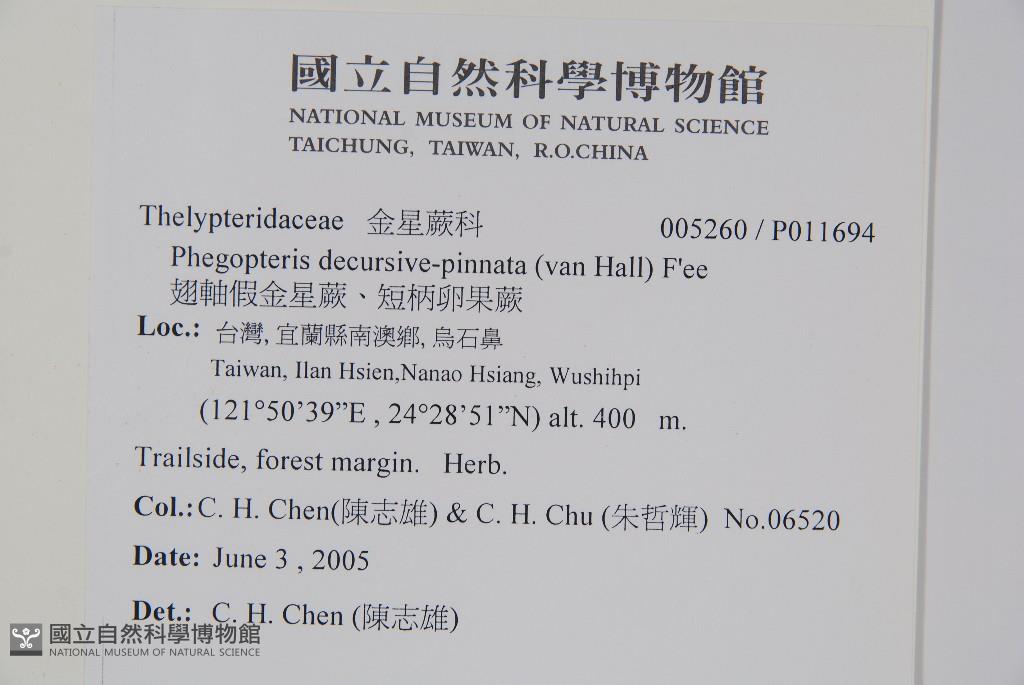 國立自然科學博物館
NATIONAL MUSEUM OF NATURAL SCIENCE
TAICHUNG, TAIWAN, R.O.CHINA
Thelypteridaceae 金星蕨科 005260 / P011694
Phegopteris decursive-pinnata (van Hall) F'ee
翅軸假金星蕨、短柄卵果蕨
Loc.: 台灣, 宜蘭縣南澳鄉, 烏石鼻
Taiwan, Ilan Hsien,Nanao Hsiang, Wushihpi
(121°50’39”E , 24°28’51”N) alt. 400 m.
Trailside, forest margin. Herb.
Col.: C. H. Chen(陳志雄) & C. H. Chu (朱哲輝) No.06520
Date: June 3 , 2005
Det.: C. H. Chen (陳志雄)
國立自然科學博物館
NATIONAL MUSEUM OF NATURAL SCIENCE